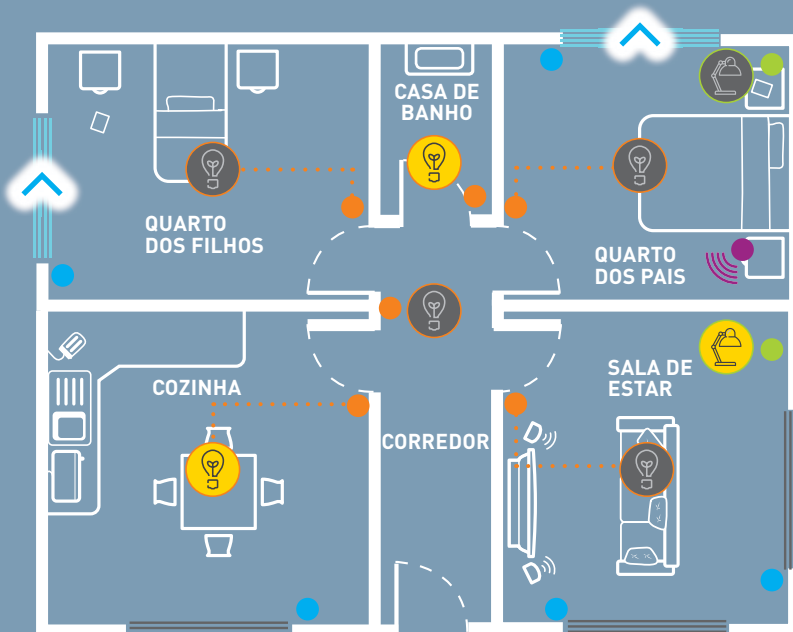 CASA DE
BANHO
QUARTO
DOS FILHOS
QUARTO
DOS PAIS
COZINHA
SALA DE
ESTAR
CORREDOR